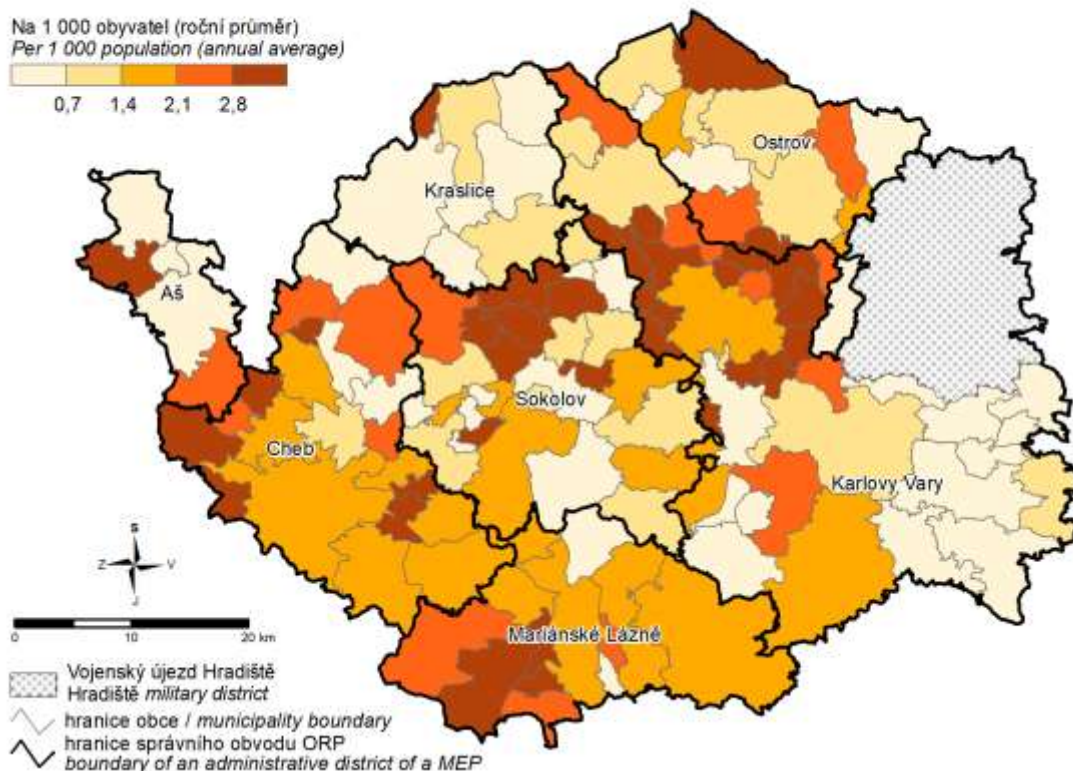 Na 1 000 obyvatel (roční průměr)
Per 1 000 population (annual average)
0,7 1,4 2,1 2,8
Ostrov
Kraslice
Aš
Sokolov
Cheb
Karlovy Vary
Mariánské Lázně
S
Z V
J
0 10 20 km
Vojenský újezd Hradiště
Hradiště military district
hranice obce / municipality boundary
hranice správního obvodu ORP
boundary of an administrative district of a MEP